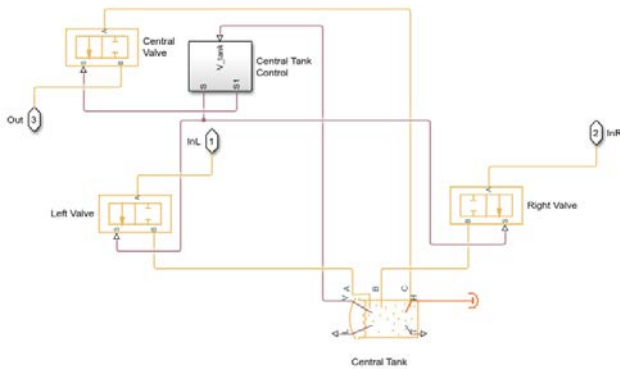 A
Central
Valve
S
B
V_tank
Central Tank
Control
S
S1
Out
3
InL
1
2
InR
A
Left Valve
S
B
A
Right Valve
B
S
V
A
B
C
H
L
T
Central Tank